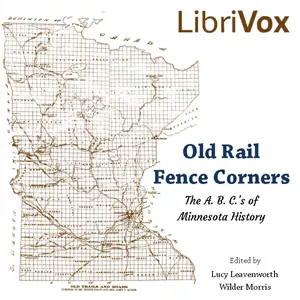 LibriVox
Old Rail
Fence Corners
The A. B. C.'s of
Minnesota History
OLD TRAILS AND ROADS
Edited by
Lucy Leavenworth
Wilder Morris